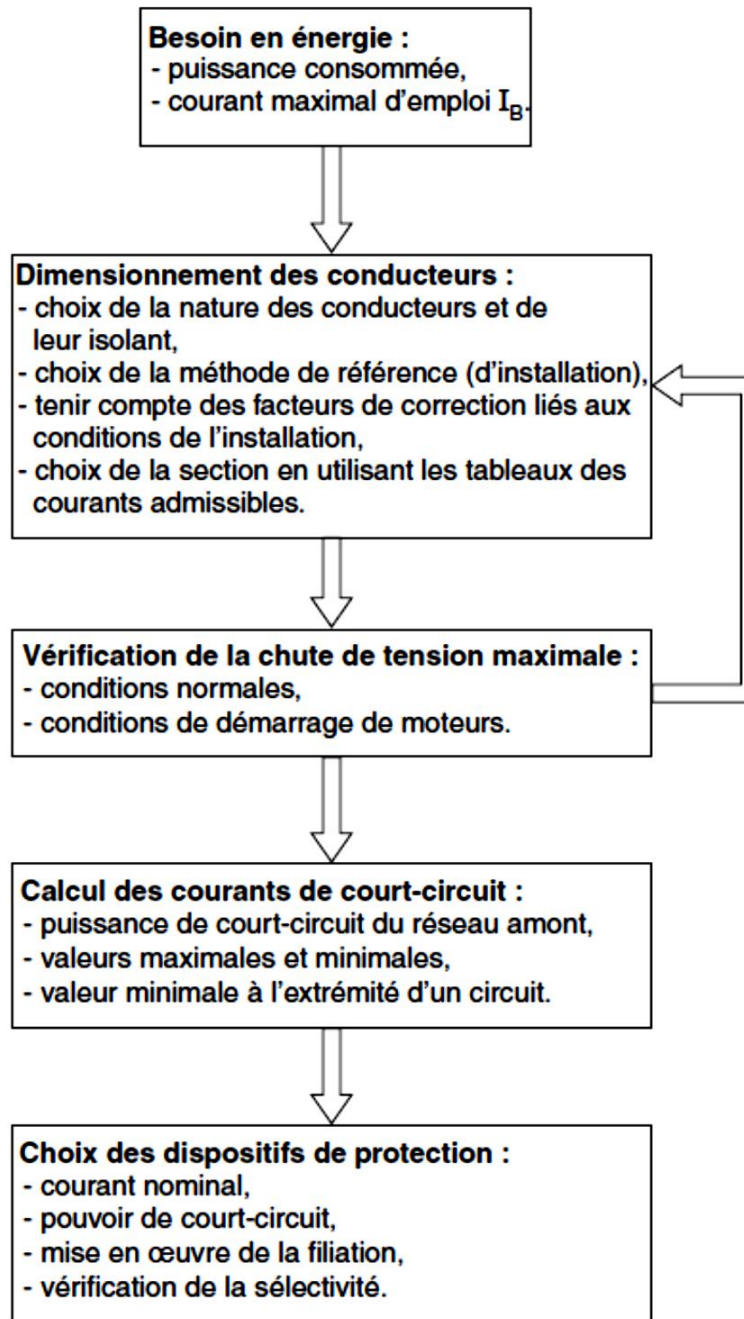 Besoin en énergie :
- puissance consommée,
- courant maximal d'emploi I_B.
Dimensionnement des conducteurs :
- choix de la nature des conducteurs et de
leur isolant,
- choix de la méthode de référence (d'installation),
- tenir compte des facteurs de correction liés aux
conditions de l'installation,
- choix de la section en utilisant les tableaux des
courants admissibles.
Vérification de la chute de tension maximale :
- conditions normales,
- conditions de démarrage de moteurs.
Calcul des courants de court-circuit :
- puissance de court-circuit du réseau amont,
- valeurs maximales et minimales,
- valeur minimale à l'extrémité d'un circuit.
Choix des dispositifs de protection :
- courant nominal,
- pouvoir de court-circuit,
- mise en œuvre de la filiation,
- vérification de la sélectivité.